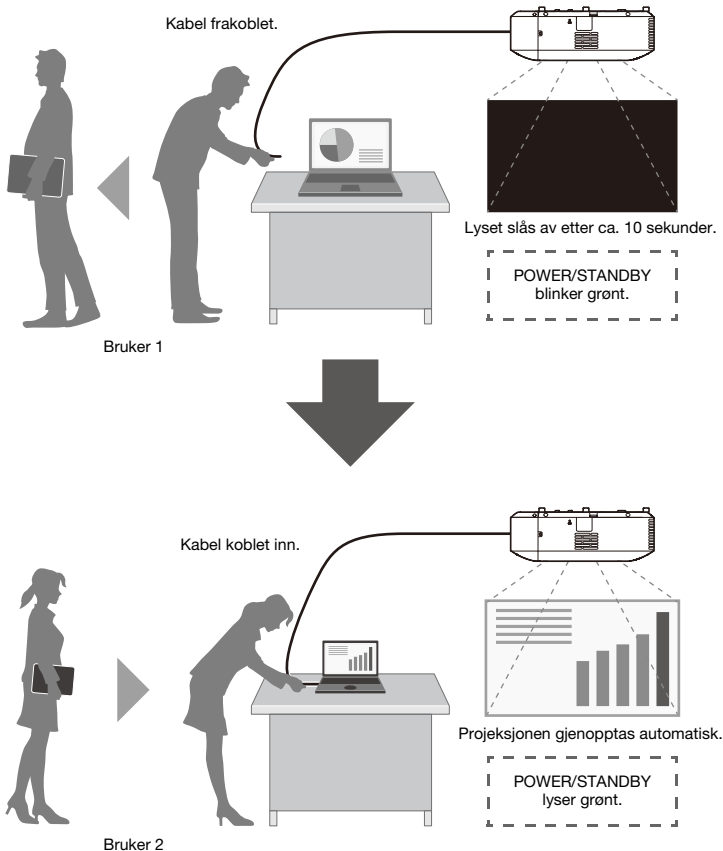 Kabel frakoblet.
Lyset slås av etter ca. 10 sekunder.
POWER/STANDBY
blinker grønt.
Bruker 1
Kabel koblet inn.
Projeksjonen gjenopptas automatisk.
POWER/STANDBY
lyser grønt.
Bruker 2